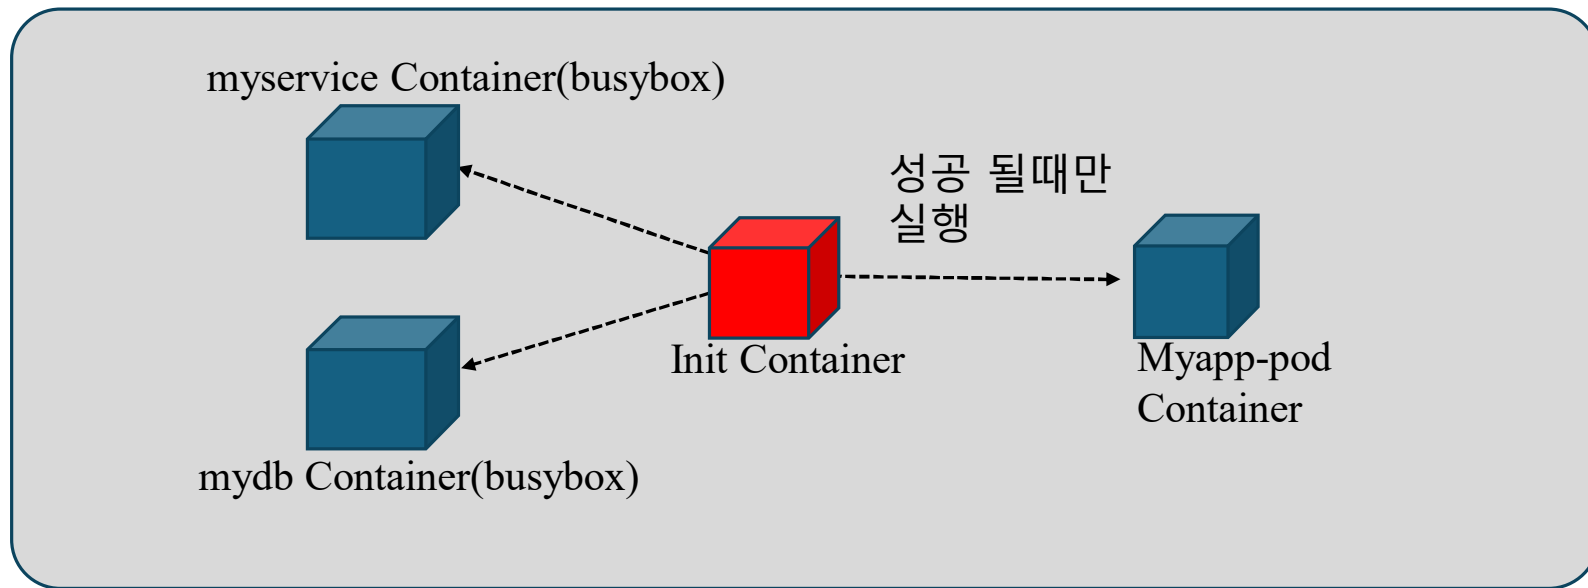 myservice Container(busybox)
성공 될때만
실행
Init Container
Myapp-pod
Container
mydb Container(busybox)